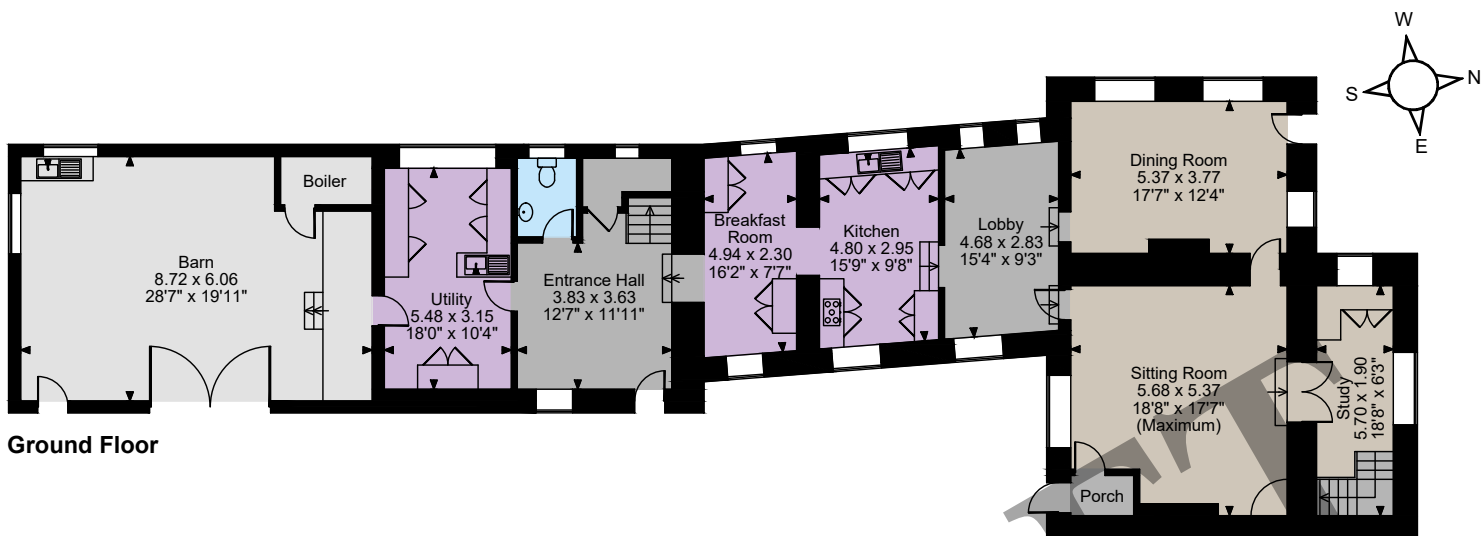 W
N
S
E
Boiler
Barn
8.72 x 6.06
28'7" x 19'11"
Utility
5.48 x 3.15
18'0" x 10'4"
Entrance Hall
3.83 x 3.63
12'7" x 11'11"
Breakfast
Room
4.94 x 2.30
16'2" x 7'7"
Kitchen
4.80 x 2.95
15'9" x 9'8"
Lobby
4.68 x 2.83
15'4" x 9'3"
Dining Room
5.37 x 3.77
17'7" x 12'4"
Sitting Room
5.68 x 5.37
18'8" x 17'7"
(Maximum)
Study
5.70 x 1.90
18'8" x 6'3"
Porch
Ground Floor